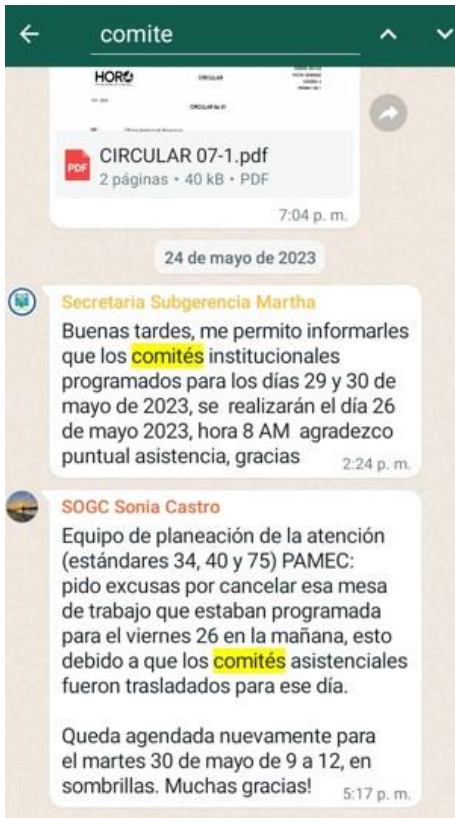 comite
HORO
CIRCULAR
CIRCULAR No 07
PDF
CIRCULAR 07-1.pdf
2 páginas • 40 kB • PDF
7:04 p. m.
24 de mayo de 2023
Secretaria Subgerencia Martha
Buenas tardes, me permito informarles
que los comités institucionales
programados para los días 29 y 30 de
mayo de 2023, se realizarán el día 26
de mayo 2023, hora 8 AM agradezco
puntual asistencia, gracias
2:24 p. m.
SOGC Sonia Castro
Equipo de planeación de la atención
(estándares 34, 40 y 75) PAMEC:
pido excusas por cancelar esa mesa
de trabajo que estaban programada
para el viernes 26 en la mañana, esto
debido a que los comités asistenciales
fueron trasladados para ese día.
Queda agendada nuevamente para
el martes 30 de mayo de 9 a 12, en
sombrillas. Muchas gracias!
5:17 p. m.